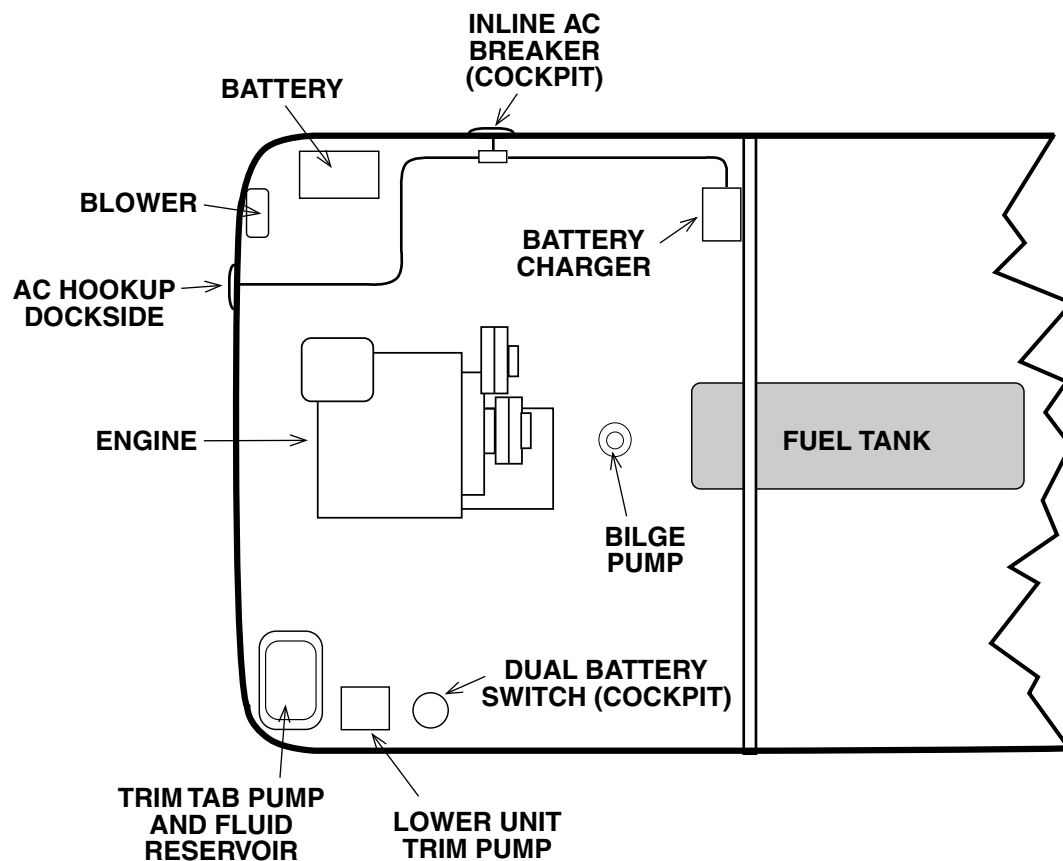 INLINE AC
BREAKER
(COCKPIT)
BATTERY
BLOWER
BATTERY
CHARGER
AC HOOKUP
DOCKSIDE
ENGINE
FUEL TANK
BILGE
PUMP
DUAL BATTERY
SWITCH (COCKPIT)
TRIM TAB PUMP
AND FLUID
RESERVOIR
LOWER UNIT
TRIM PUMP